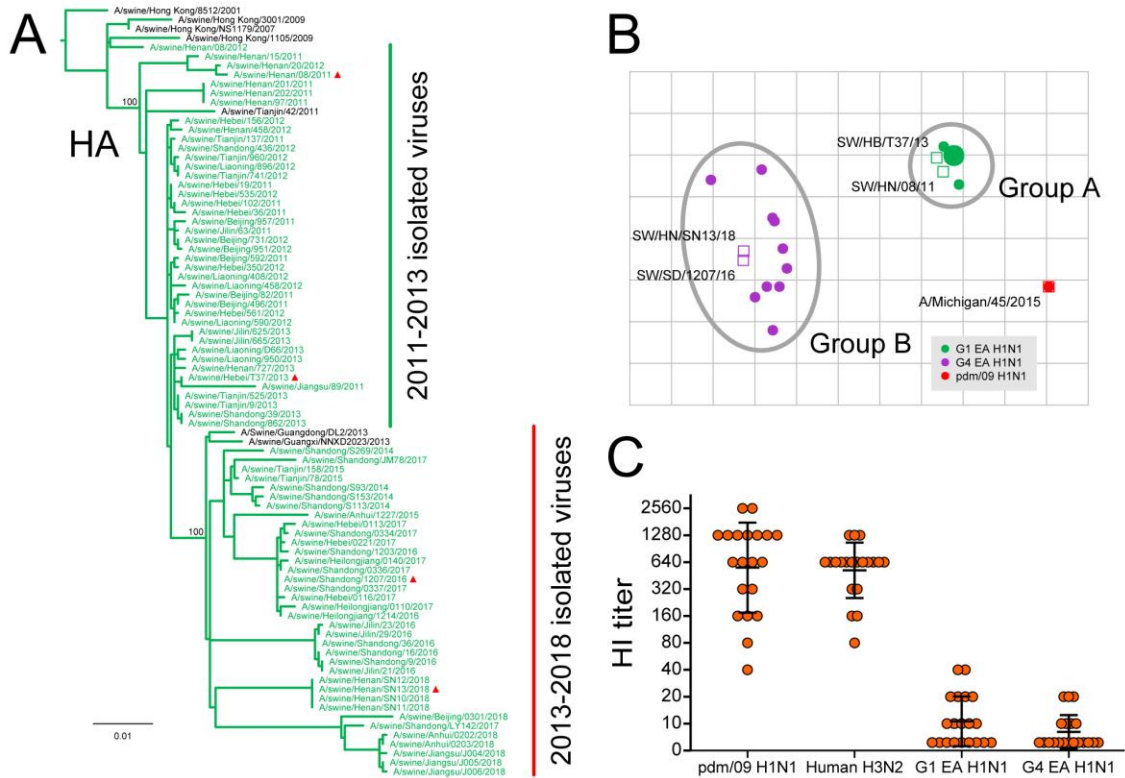 A
A/swine/Hong Kong/8512/2001
A/swine/Hong Kong/3001/2009
A/swine/Hong Kong/NS1179/2007
A/swine/Hong Kong/1105/2009
A/swine/Henan/08/2012
A/swine/Henan/15/2011
A/swine/Henan/20/2012
A/swine/Henan/08/2011
A/swine/Henan/201/2011
A/swine/Henan/202/2011
A/swine/Henan/97/2011
100
A/swine/Tianjin/42/2011
HA
A/swine/Hebei/156/2012
A/swine/Henan/458/2012
A/swine/Tianjin/137/2011
A/swine/Shandong/436/2012
A/swine/Tianjin/960/2012
A/swine/Liaoning/896/2012
A/swine/Tianjin/741/2012
A/swine/Hebei/19/2011
A/swine/Hebei/535/2012
A/swine/Hebei/102/2011
A/swine/Hebei/36/2011
A/swine/Beijing/957/2011
A/swine/Jilin/63/2011
A/swine/Beijing/731/2012
A/swine/Beijing/951/2012
A/swine/Beijing/592/2011
A/swine/Hebei/350/2012
A/swine/Liaoning/408/2012
A/swine/Liaoning/458/2012
A/swine/Beijing/82/2011
A/swine/Beijing/496/2011
A/swine/Hebei/561/2012
A/swine/Liaoning/590/2012
A/swine/Jilin/625/2013
A/swine/Jilin/665/2013
A/swine/Liaoning/D66/2013
A/swine/Liaoning/950/2013
A/swine/Henan/727/2013
A/swine/Hebei/T37/2013
A/swine/Jiangsu/89/2011
A/swine/Tianjin/525/2013
A/swine/Tianjin/9/2013
A/swine/Shandong/39/2013
A/swine/Shandong/862/2013
2011-2013 isolated viruses
A/Swine/Guangdong/DL2/2013
A/swine/Guangxi/NNXD2023/2013
A/swine/Shandong/S269/2014
A/swine/Shandong/JM78/2017
A/swine/Tianjin/158/2015
A/swine/Tianjin/78/2015
A/swine/Shandong/S93/2014
A/swine/Shandong/S153/2014
A/swine/Shandong/S113/2014
100
A/swine/Anhui/1227/2015
A/swine/Hebei/0113/2017
A/swine/Shandong/0334/2017
A/swine/Hebei/0221/2017
A/swine/Shandong/1203/2016
A/swine/Heilongjiang/0140/2017
A/swine/Shandong/0336/2017
A/swine/Shandong/1207/2016
A/swine/Shandong/0337/2017
A/swine/Hebei/0116/2017
A/swine/Heilongjiang/0110/2017
A/swine/Heilongjiang/1214/2016
A/swine/Jilin/23/2016
A/swine/Jilin/29/2016
A/swine/Shandong/36/2016
A/swine/Shandong/16/2016
A/swine/Shandong/9/2016
A/swine/Jilin/21/2016
A/swine/Henan/SN12/2018
A/swine/Henan/SN13/2018
A/swine/Henan/SN10/2018
A/swine/Henan/SN11/2018
A/swine/Beijing/0301/2018
A/swine/Shandong/LY142/2017
A/swine/Anhui/0202/2018
A/swine/Anhui/0203/2018
A/swine/Jiangsu/J004/2018
A/swine/Jiangsu/J005/2018
A/swine/Jiangsu/J006/2018
2013-2018 isolated viruses
0.01
B
SW/HB/T37/13
SW/HN/08/11
Group A
SW/HN/SN13/18
SW/SD/1207/16
A/Michigan/45/2015
Group B
G1 EA H1N1
G4 EA H1N1
pdm/09 H1N1
C
HI titer
2560
1280
640
320
160
80
40
20
10
0
pdm/09 H1N1
Human H3N2
G1 EA H1N1
G4 EA H1N1